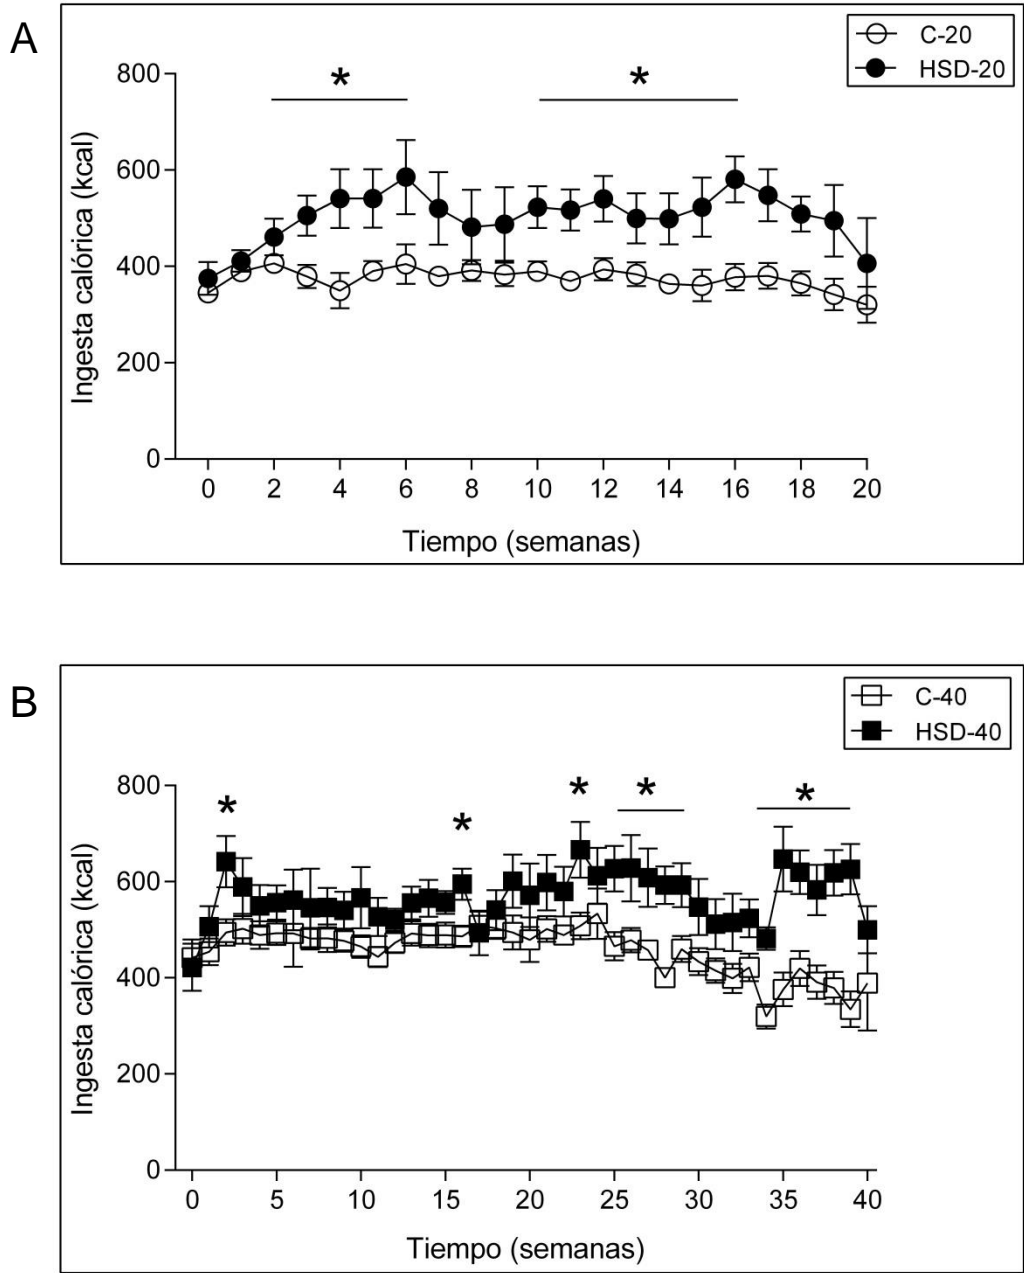 A
C-20
HSD-20
Ingesta calórica (kcal)
800
600
400
200
0
*
*
0 2 4 6 8 10 12 14 16 18 20
Tiempo (semanas)
B
C-40
HSD-40
Ingesta calórica (kcal)
800
600
400
200
0
*
*
*
*
*
0 5 10 15 20 25 30 35 40
Tiempo (semanas)